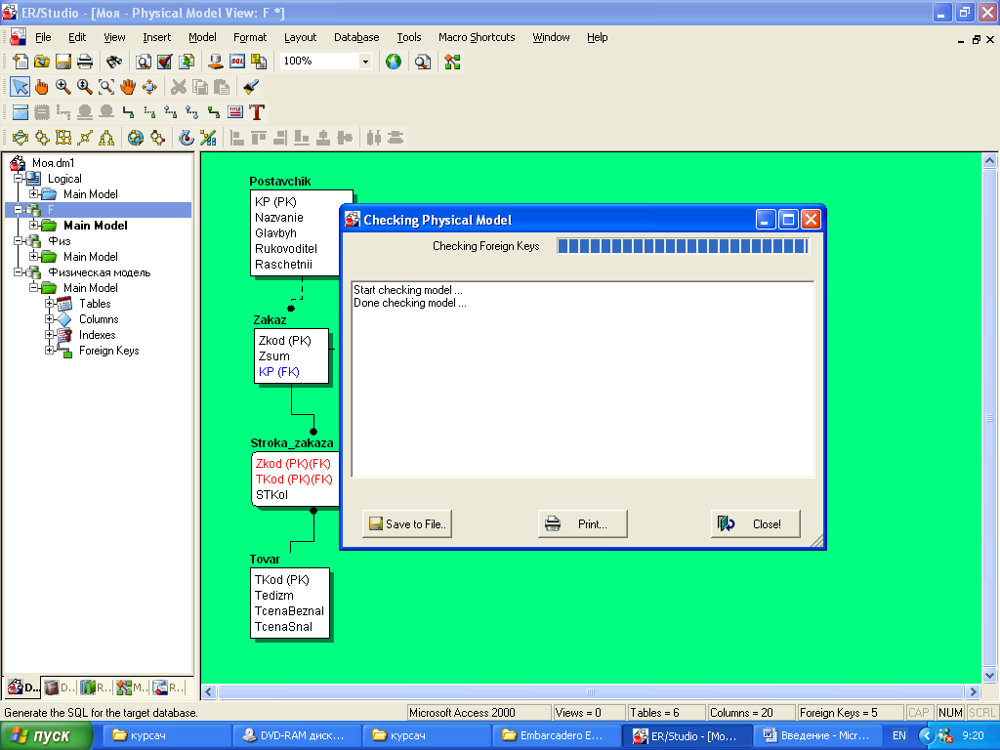 ER/Studio - [Моя - Physical Model View: F *]
File Edit View Insert Model Format Layout Database Tools Macro Shortcuts Window Help
100%
SQL
TITLE T
Моя.dm1
Logical
Main Model
F
Main Model
Физ
Main Model
Физическая модель
Main Model
Tables
Columns
Indexes
Foreign Keys
D... D.. R.. M.. R..
Postavchik
KP (PK)
Nazvanie
Glavbyh
Rukovoditel
Raschetnii
Zakaz
Zkod (PK)
Zsum
KP (FK)
Stroka_zakaza
Zkod (PK)(FK)
TKod (PK)(FK)
STKol
Tovar
TKod (PK)
Tedizm
TcenaBeznal
TcenaSnal
Checking Physical Model
Checking Foreign Keys
Start checking model ...
Done checking model ...
Save to File.. Print... Close!
Generate the SQL for the target database. Microsoft Access 2000 Views = 0 Tables = 6 Columns = 20 Foreign Keys = 5 CAP NUM SCRL
пуск курсач DVD-RAM диск... курсач Embarcadero E... ER/Studio - [Мо... Введение - Micr... EN 9:20